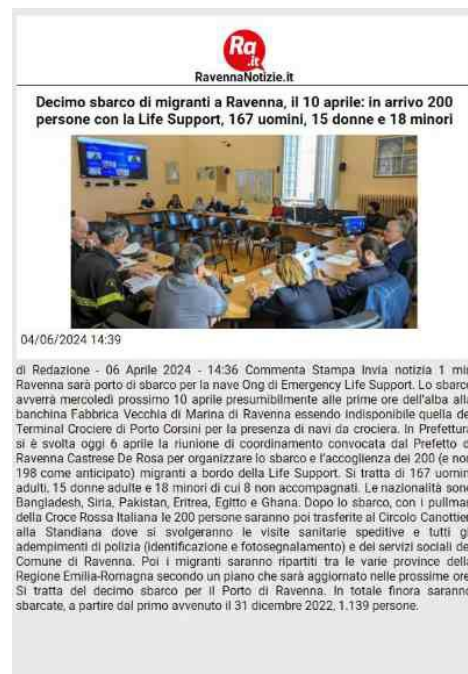 Ra
.it
RavennaNotizie.it
Decimo sbarco di migranti a Ravenna, il 10 aprile: in arrivo 200
persone con la Life Support, 167 uomini, 15 donne e 18 minori
04/06/2024 14:39
di Redazione - 06 Aprile 2024 - 14:36 Commenta Stampa Invia notizia 1 min
Ravenna sarà porto di sbarco per la nave Ong di Emergency Life Support. Lo sbarco
avverrà mercoledì prossimo 10 aprile presumibilmente alle prime ore dell'alba alla
banchina Fabbrica Vecchia di Marina di Ravenna essendo indisponibile quella de
Terminal Crociere di Porto Corsini per la presenza di navi da crociera. In Prefettura
si è svolta oggi 6 aprile la riunione di coordinamento convocata dal Prefetto d
Ravenna Castrese De Rosa per organizzare lo sbarco e l'accoglienza dei 200 (e non
198 come anticipato) migranti a bordo della Life Support. Si tratta di 167 uomin
adulti, 15 donne adulte e 18 minori di cui 8 non accompagnati. Le nazionalità sono
Bangladesh, Siria, Pakistan, Eritrea, Egitto e Ghana. Dopo lo sbarco, con i pullman
della Croce Rossa Italiana le 200 persone saranno poi trasferite al Circolo Canottier
alla Standiana dove si svolgeranno le visite sanitarie speditive e tutti gl
adempimenti di polizia (identificazione e fotosegnalamento) e dei servizi sociali de
Comune di Ravenna. Poi i migranti saranno ripartiti tra le varie province della
Regione Emilia-Romagna secondo un piano che sarà aggiornato nelle prossime ore
Si tratta del decimo sbarco per il Porto di Ravenna. In totale finora saranno
sbarcate, a partire dal primo avvenuto il 31 dicembre 2022, 1.139 persone.